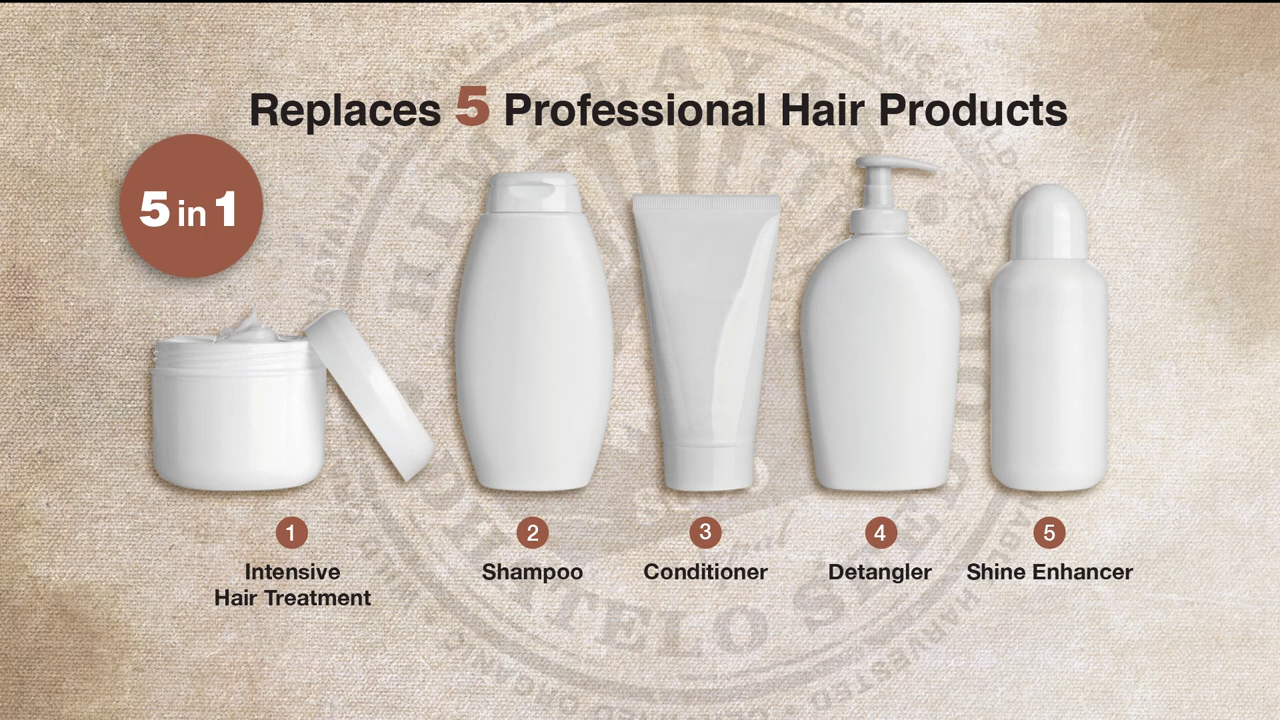 Replaces 5 Professional Hair Products
5 in 1
1
Intensive
Hair Treatment
2
Shampoo
3
Conditioner
4
Detangler
5
Shine Enhancer